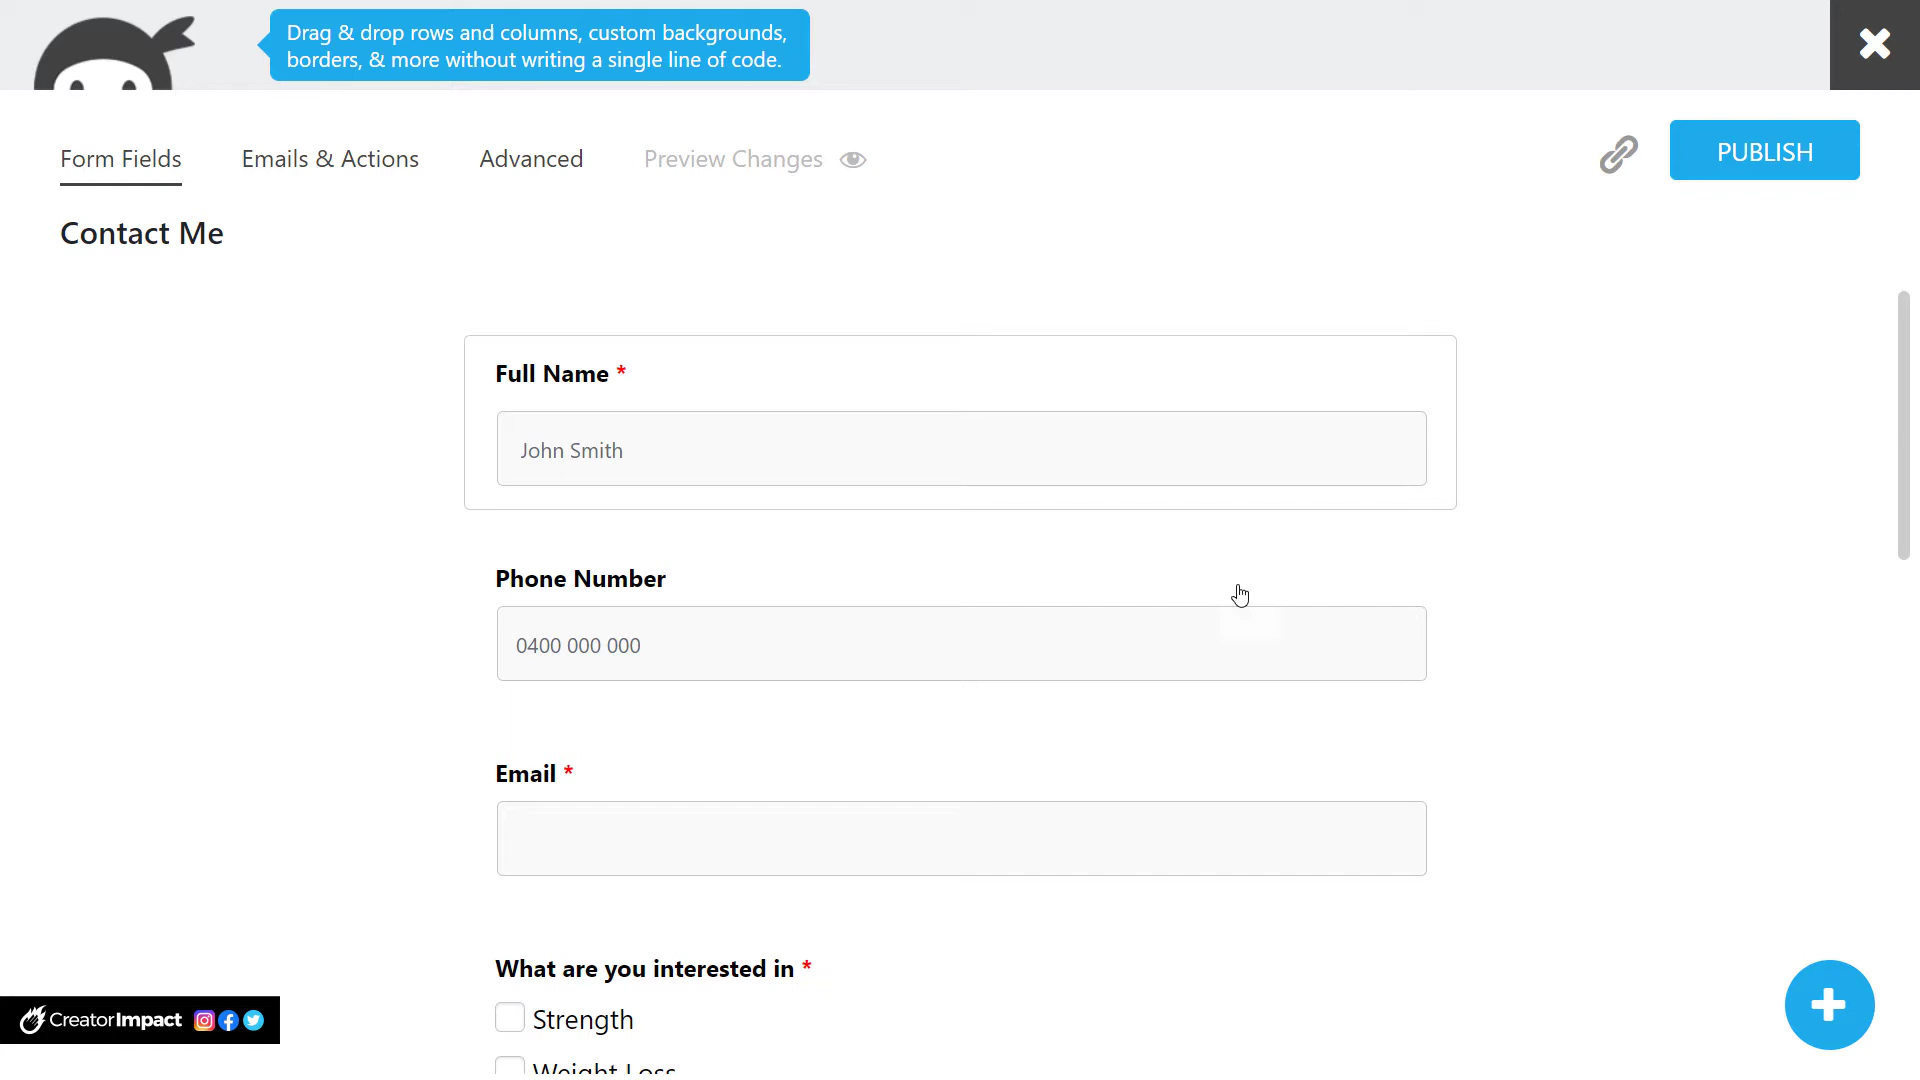 Drag & drop rows and columns, custom backgrounds,
borders, & more without writing a single line of code.
Form Fields
Emails & Actions
Advanced
Preview Changes
PUBLISH
Contact Me
Full Name *
John Smith
Phone Number
0400 000 000
Email *
What are you interested in *
Strength
Weight Loss
CreatorImpact